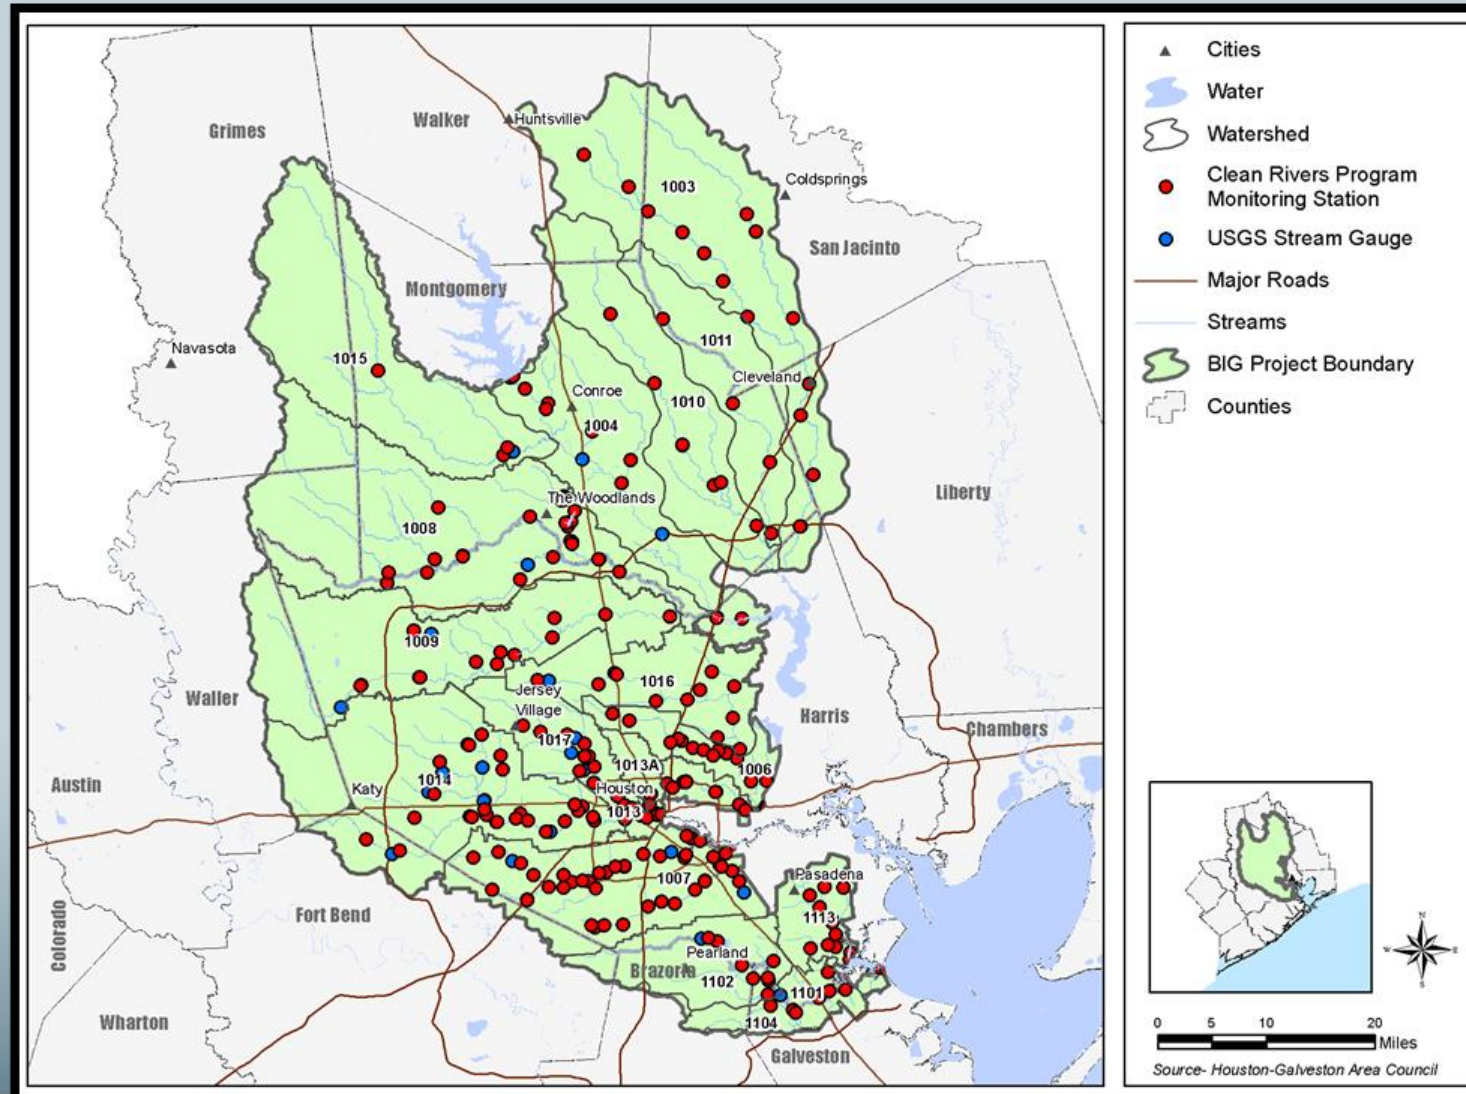 Huntsville
Walker
Grimes
Coldsprings
1003
San Jacinto
Montgomery
Navasota
1011
1015
Cleveland
Conroe
1010
1004
Liberty
The Woodlands
1008
1009
1016
Jersey
Village
Waller
Harris
Chambers
1017
1013A
1006
1014
Austin
Katy
Houston
1013
Pasadena
1007
Fort Bend
1113
Colorado
Pearland
Brazoria
1102
1101
Wharton
1104
Galveston
Cities
Water
Watershed
Clean Rivers Program
Monitoring Station
USGS Stream Gauge
Major Roads
Streams
BIG Project Boundary
Counties
N
W
E
S
0 5 10 20
Miles
Source- Houston-Galveston Area Council